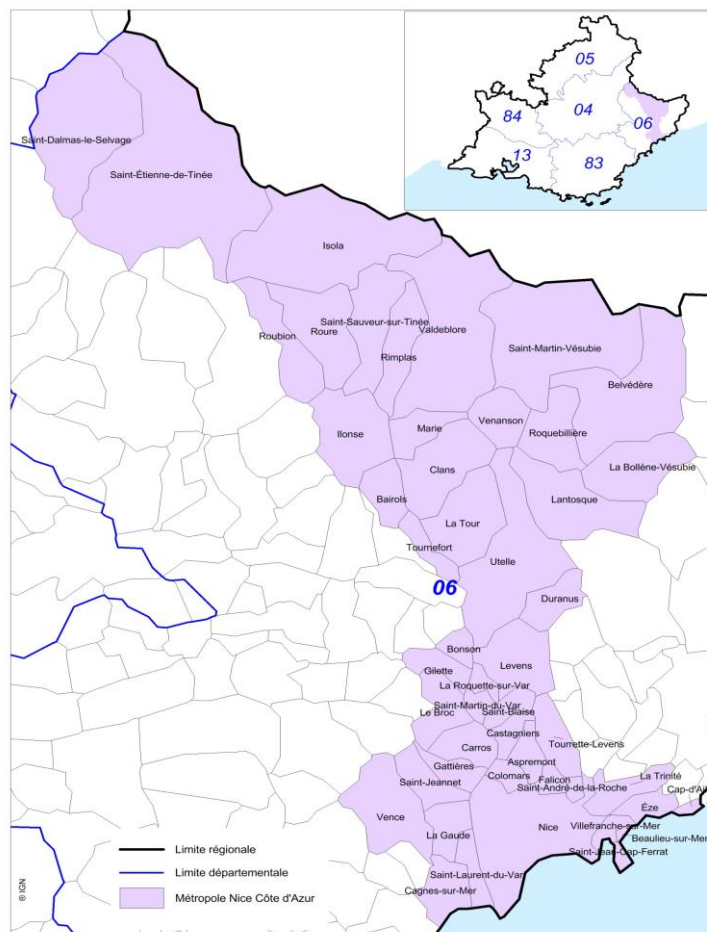 05
84
04
06
13
83
Saint-Dalmas-le-Selvage
Saint-Étienne-de-Tinée
Isola
Saint-Sauveur-sur-Tinée
Roubion
Roure
Valdeblore
Rimplas
Saint-Martin-Vésubie
Belvédère
Venanson
Marie
Ilonse
Roquebillière
Clans
La Bollène-Vésubie
Bairols
Lantosque
La Tour
Tournefort
Utelle
06
Duranus
Bonson
Levens
Gilette
La Roquette-sur-Var
Saint-Martin-du-Var
Le Broc
Saint-Blaise
Castagniers
Tourrette-Levens
Carros
Aspremont
Gattières
Colomars
Falicon
La Trinité
Saint-Jeannet
Saint-André-de-la-Roche
Cap-d'Ail
Èze
Vence
Nice
Villefranche-sur-Mer
La Gaude
Beaulieu-sur-Mer
Saint-Jean-Cap-Ferrat
Saint-Laurent-du-Var
Cagnes-sur-Mer
Limite régionale
Limite départementale
Métropole Nice Côte d'Azur
® IGN